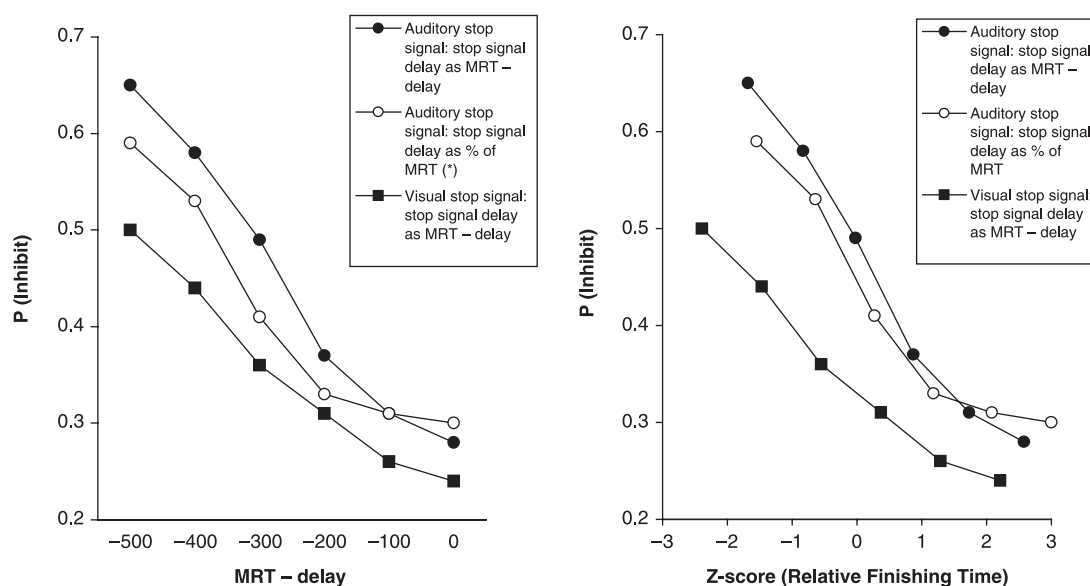 0.7
0.6
0.5
0.4
0.3
0.2
P (Inhibit)
–500
–400
–300
–200
–100
0
MRT – delay
Auditory stop
signal: stop signal
delay as MRT –
delay
Auditory stop
signal: stop signal
delay as % of
MRT (*)
Visual stop signal:
stop signal delay
as MRT – delay
0.7
0.6
0.5
0.4
0.3
0.2
P (Inhibit)
–3
–2
–1
0
1
2
3
Z-score (Relative Finishing Time)
Auditory stop
signal: stop signal
delay as MRT –
delay
Auditory stop
signal: stop signal
delay as % of
MRT
Visual stop signal:
stop signal delay
as MRT – delay